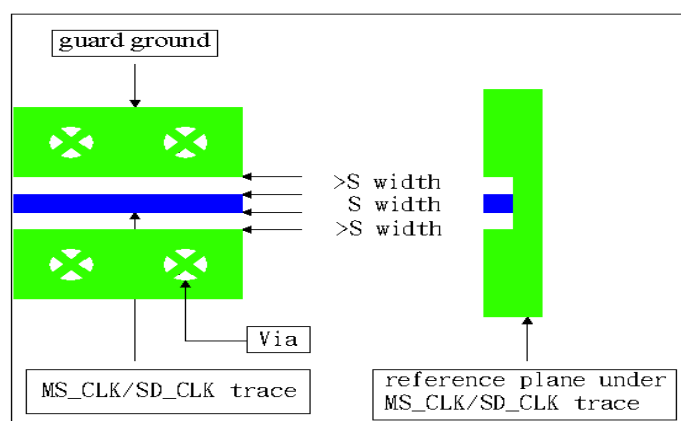 guard ground
>S width
S width
>S width
Via
MS_CLK/SD_CLK trace
reference plane under
MS_CLK/SD_CLK trace